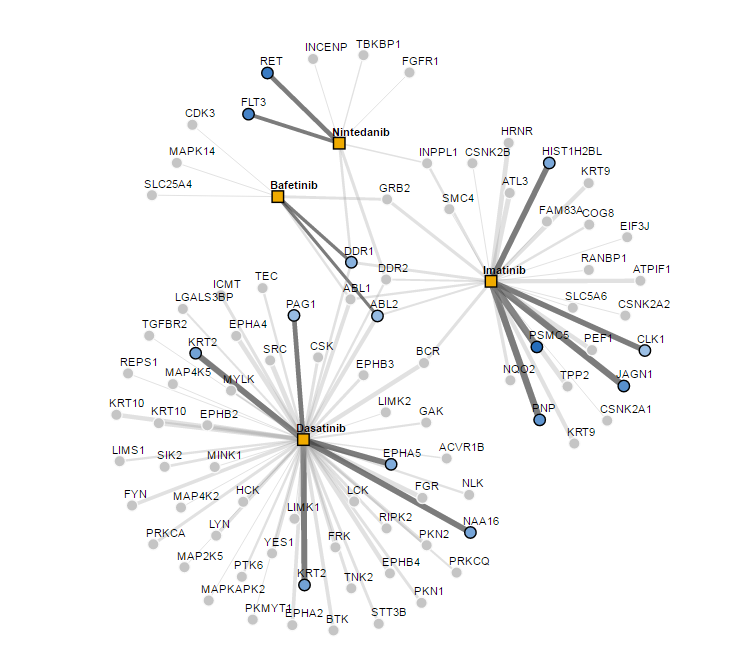 INCENP
TBKBP1
RET
FGFR1
FLT3
CDK3
Nintedanib
HRNR
MAPK14
INPPL1
CSNK2B
HIST1H2BL
SLC25A4
Bafetinib
GRB2
ATL3
KRT9
SMC4
FAM83A
COG8
EIF3J
DDR1
DDR2
Imatinib
RANBP1
ATPIF1
ICMT
TEC
LGALS3BP
PAG1
ABL1
ABL2
SLC5A6
CSNK2A2
TGFBR2
EPHA4
KRT2
SRC
CSK
BCR
PSMC5
PEF1
CLK1
REPS1
MAP4K5
MYLK
EPHB3
NQO2
TPP2
JAGN1
KRT10
KRT10
EPHB2
LIMK2
GAK
PNP
CSNK2A1
Dasatinib
KRT9
LIMS1
SIK2
MINK1
EPHA5
ACVR1B
FYN
MAP4K2
HCK
LCK
FGR
NLK
LIMK1
PRKCA
LYN
RIPK2
NAA16
YES1
FRK
PKN2
MAP2K5
PTK6
KRT2
TNK2
EPHB4
PRKCQ
MAPKAPK2
PKMYT1
EPHA2
BTK
STT3B
PKN1